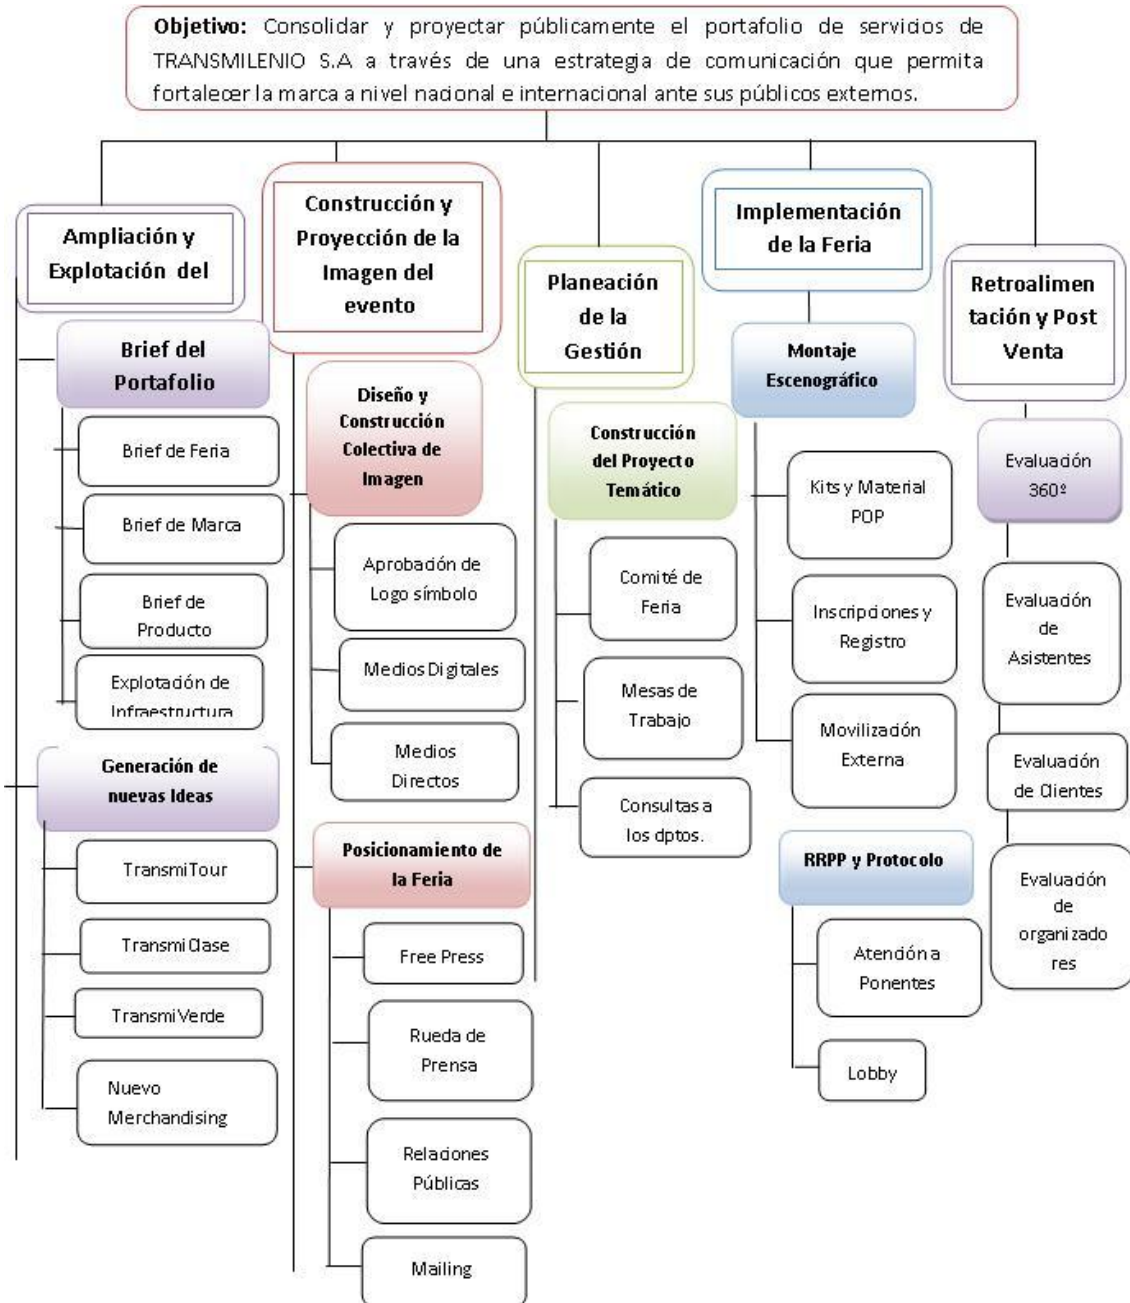 Objetivo: Consolidar y proyectar públicamente el portafolio de servicios de
TRANSMILENIO S.A a través de una estrategia de comunicación que permita
fortalecer la marca a nivel nacional e internacional ante sus públicos externos.
Ampliación y
Explotación del
Brief del
Portafolio
Brief de Feria
Brief de Marca
Brief de
Producto
Explotación de
Infraestructura
Generación de
nuevas Ideas
TransmiTour
TransmiClase
TransmiVerde
Nuevo
Merchandising
Construcción y
Proyección de la
Imagen del
evento
Diseño y
Construcción
Colectiva de
Imagen
Aprobación de
Logo símbolo
Medios Digitales
Medios
Directos
Posicionamiento de
la Feria
Free Press
Rueda de
Prensa
Relaciones
Públicas
Mailing
Planeación
de la
Gestión
Construcción
del Proyecto
Temático
Comité de
Feria
Mesas de
Trabajo
Consultas a
los dptos.
Implementación
de la Feria
Montaje
Escenográfico
Kits y Material
POP
Inscripciones y
Registro
Movilización
Externa
RRPP y Protocolo
Atención a
Ponentes
Lobby
Retroalimen
tación y Post
Venta
Evaluación
360º
Evaluación
de
Asistentes
Evaluación
de Clientes
Evaluación
de
organizado
res